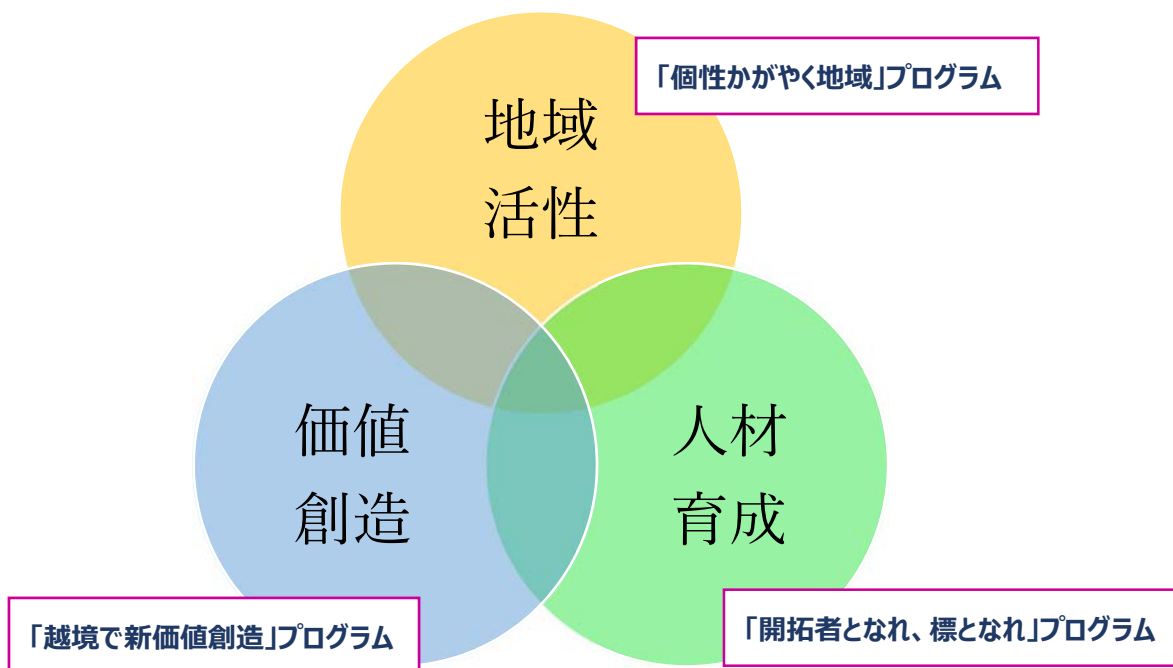 「個性かがやく地域」プログラム
地域
活性
価値
創造
人材
育成
「越境で新価値創造」プログラム
「開拓者となれ、標となれ」プログラム